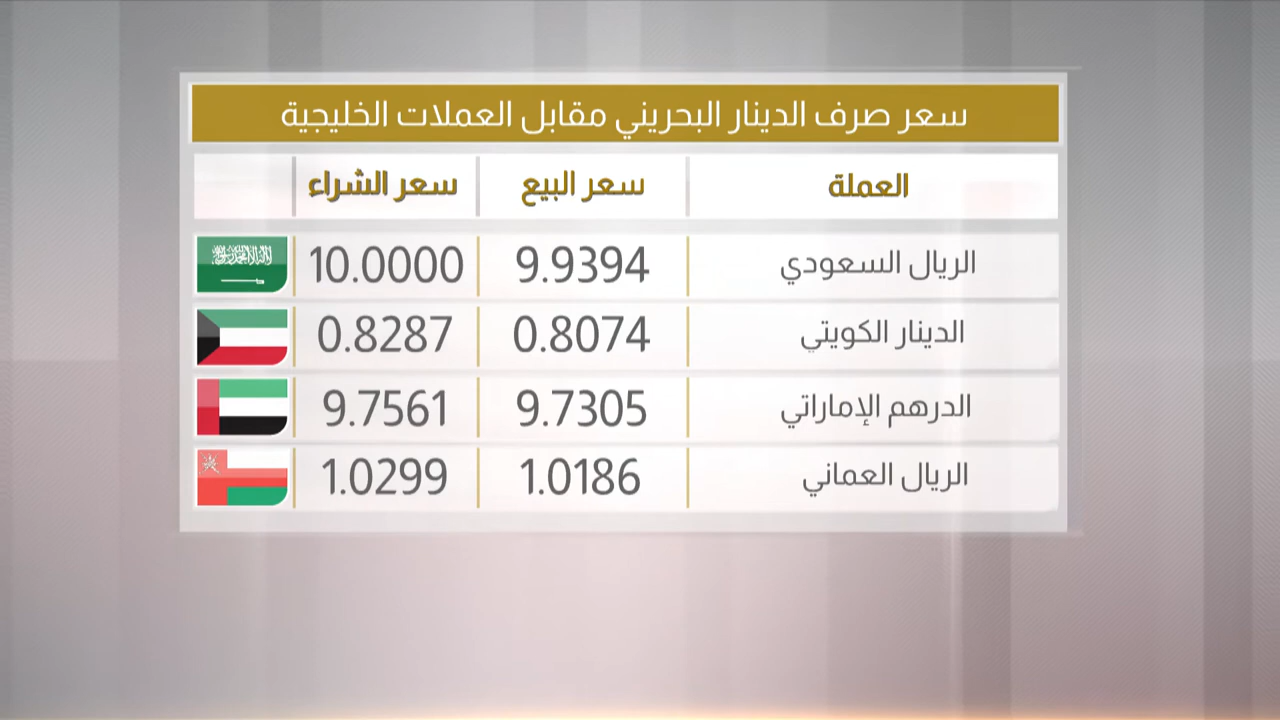 سعر صرف الدينار البحريني مقابل العملات الخليجية
العملة سعر البيع سعر الشراء
الريال السعودي 9.9394 10.0000
الدينار الكويتي 0.8074 0.8287
الدرهم الإماراتي 9.7305 9.7561
الريال العماني 1.0186 1.0299